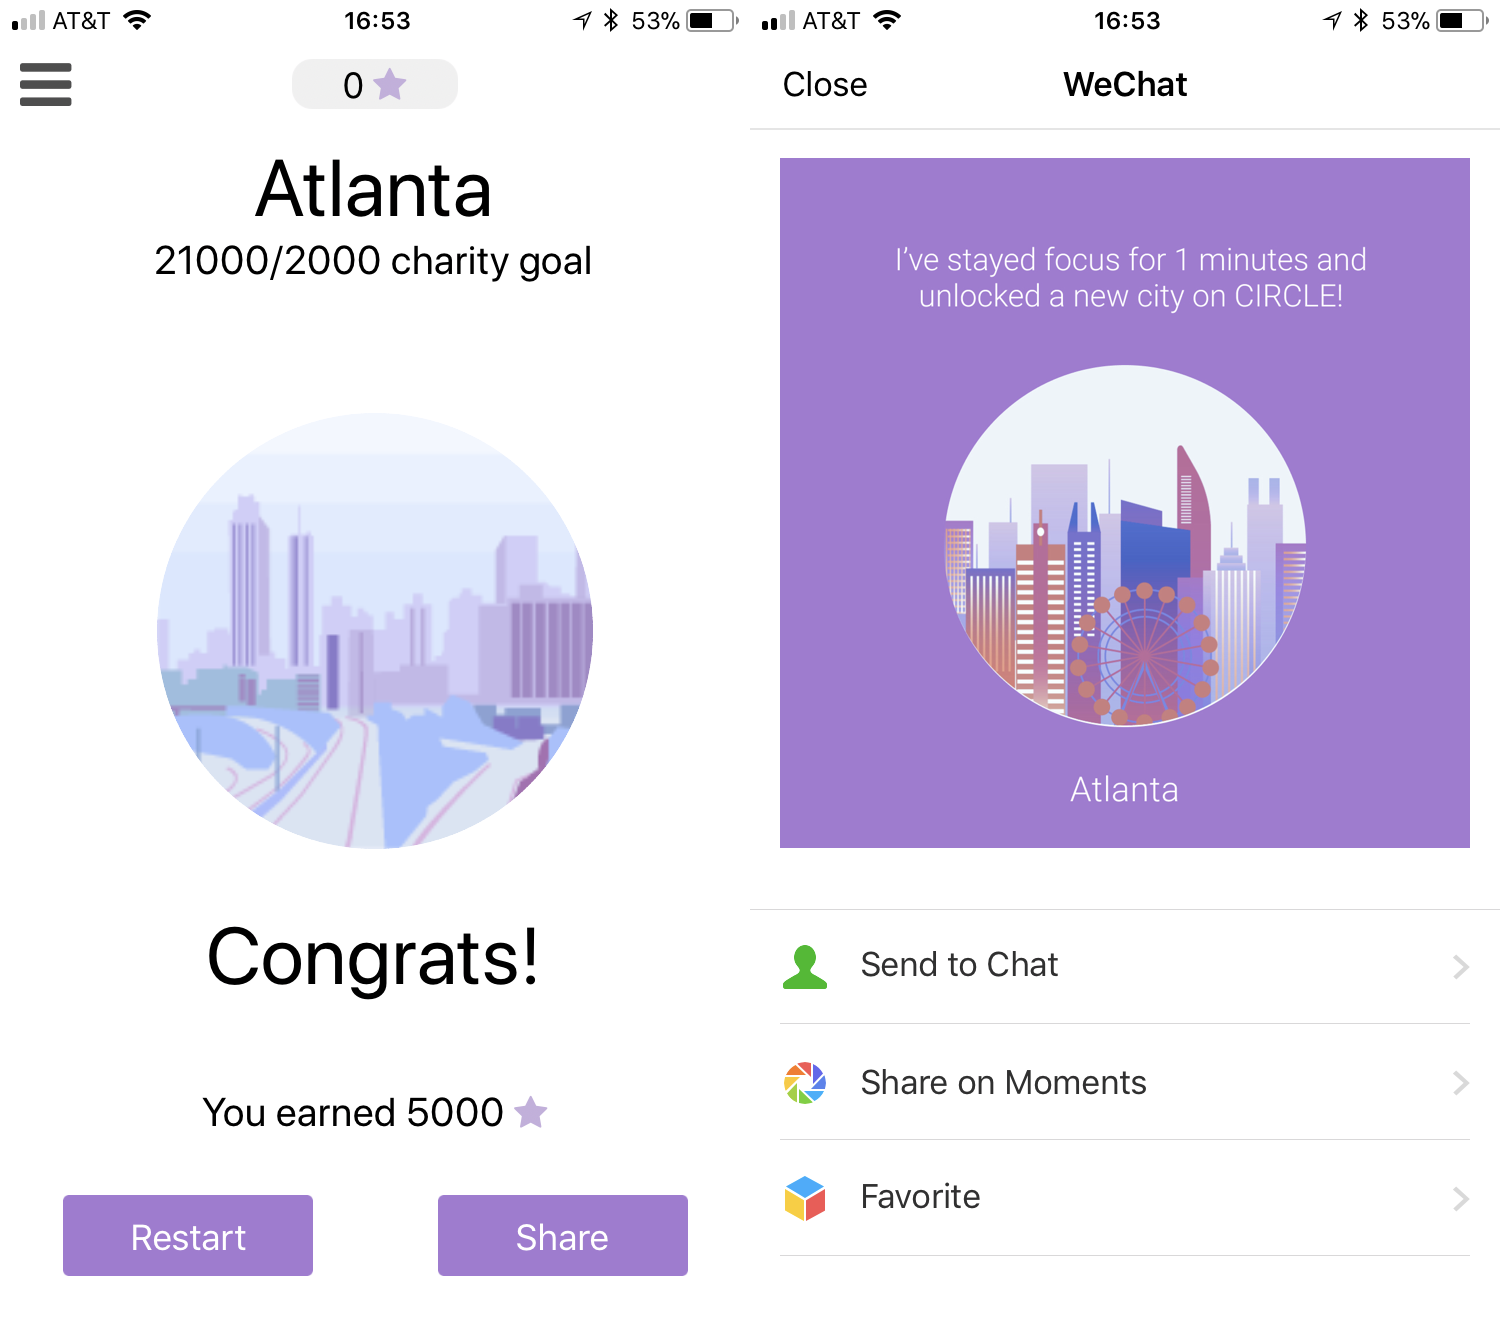 AT&T 16:53 53%
0
Atlanta
21000/2000 charity goal
Congrats!
You earned 5000
Restart Share
AT&T 16:53 53%
Close WeChat
I've stayed focus for 1 minutes and
unlocked a new city on CIRCLE!
Atlanta
Send to Chat
Share on Moments
Favorite